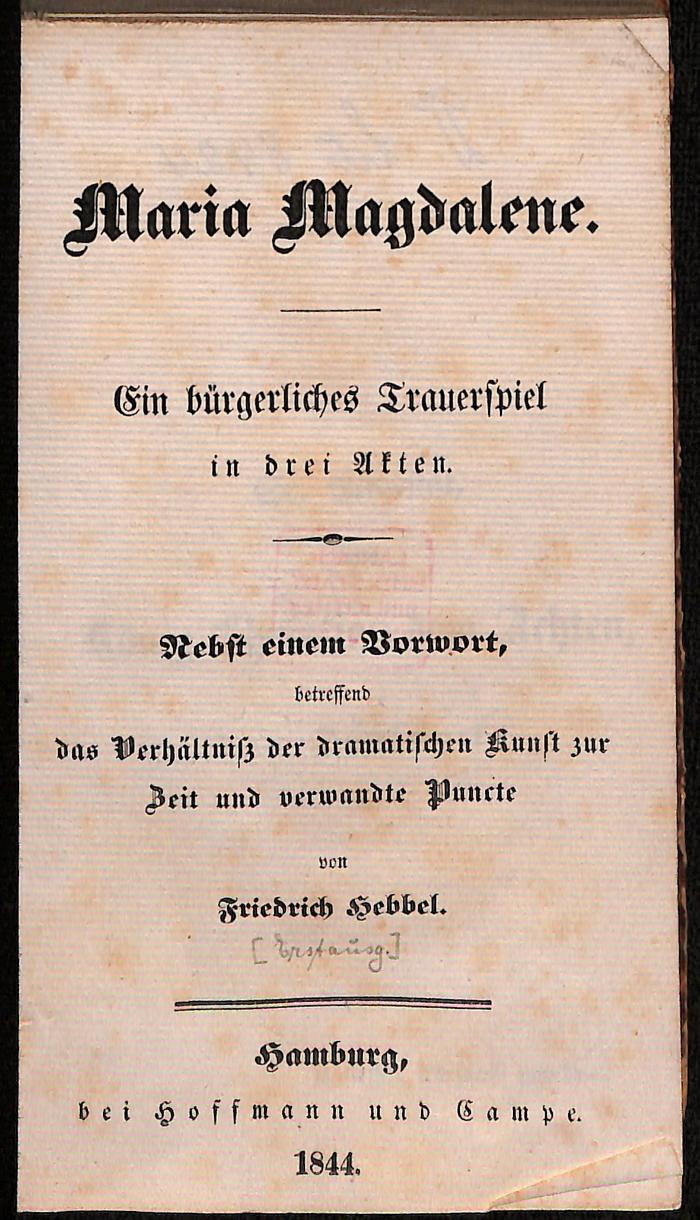 Maria Magdalene.
Ein bürgerliches Trauerſpiel
in drei Akten.
Nebſt einem Vorwort,
betreffend
das Verhältniß der dramatiſchen Kunſt zur
Zeit und verwandte Puncte
von
Friedrich Hebbel.
[Erstausg.]
Hamburg,
bei Hoffmann und Campe.
1844.